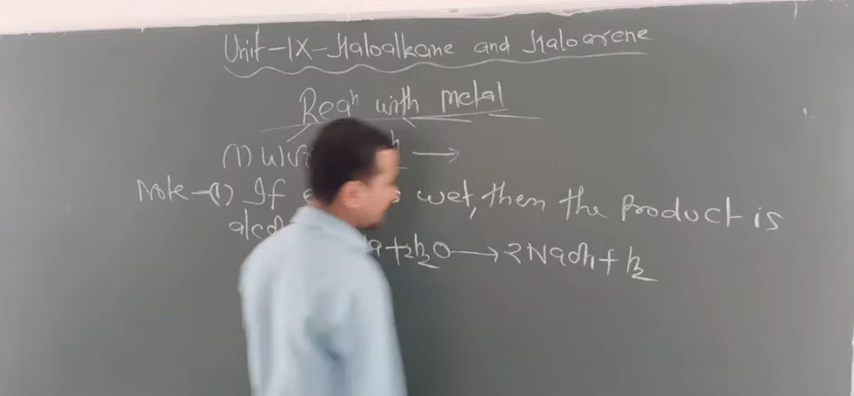 Unit-IX-Haloalkane and Haloarene
Reaⁿ with metal
(1) →
Note-(1) If wet, then the product is
+2h2O → 2Naoh + h2